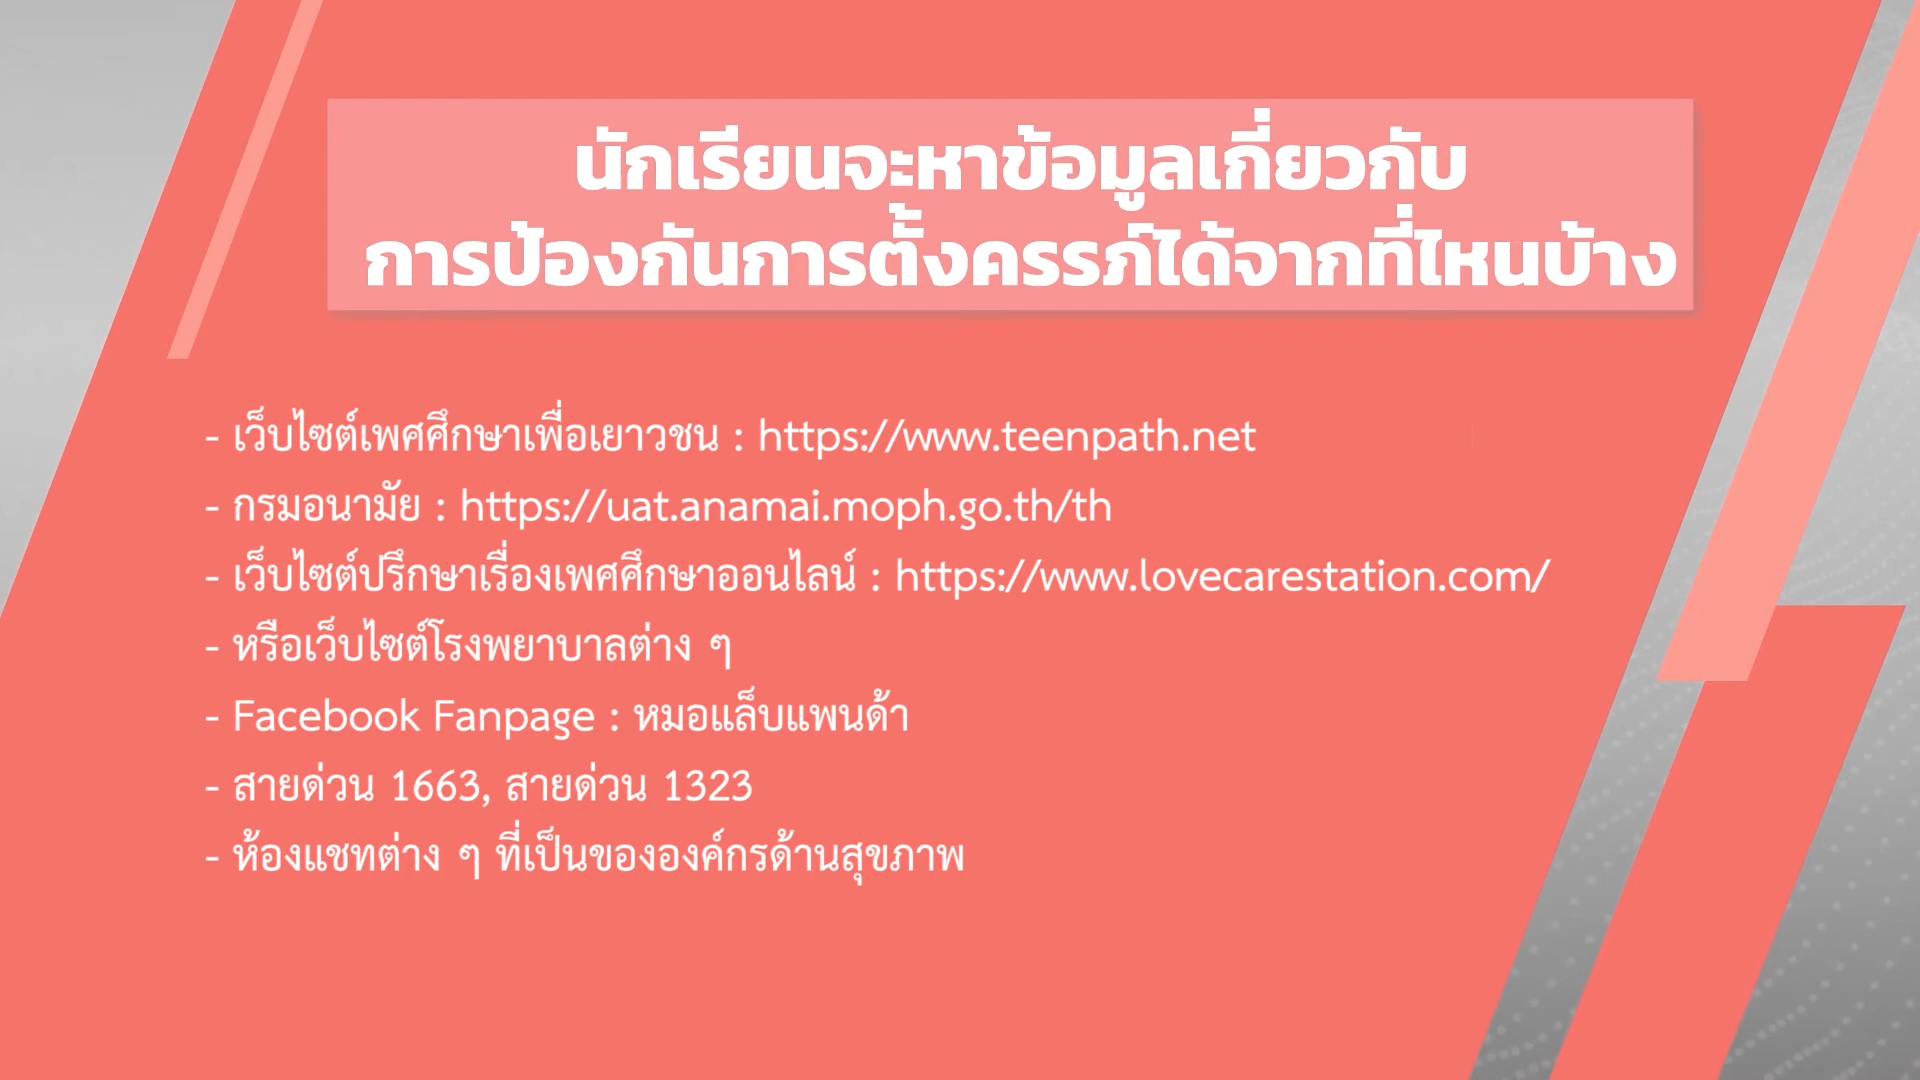 นักเรียนจะหาข้อมูลเกี่ยวกับ
การป้องกันการตั้งครรภ์ได้จากที่ไหนบ้าง
- เว็บไซต์เพศศึกษาเพื่อเยาวชน : https://www.teenpath.net
- กรมอนามัย : https://uat.anamai.moph.go.th/th
- เว็บไซต์ปรึกษาเรื่องเพศศึกษาออนไลน์ : https://www.lovecarestation.com/
- หรือเว็บไซต์โรงพยาบาลต่าง ๆ
- Facebook Fanpage : หมอแล็บแพนด้า
- สายด่วน 1663, สายด่วน 1323
- ห้องแชทต่าง ๆ ที่เป็นขององค์กรด้านสุขภาพ